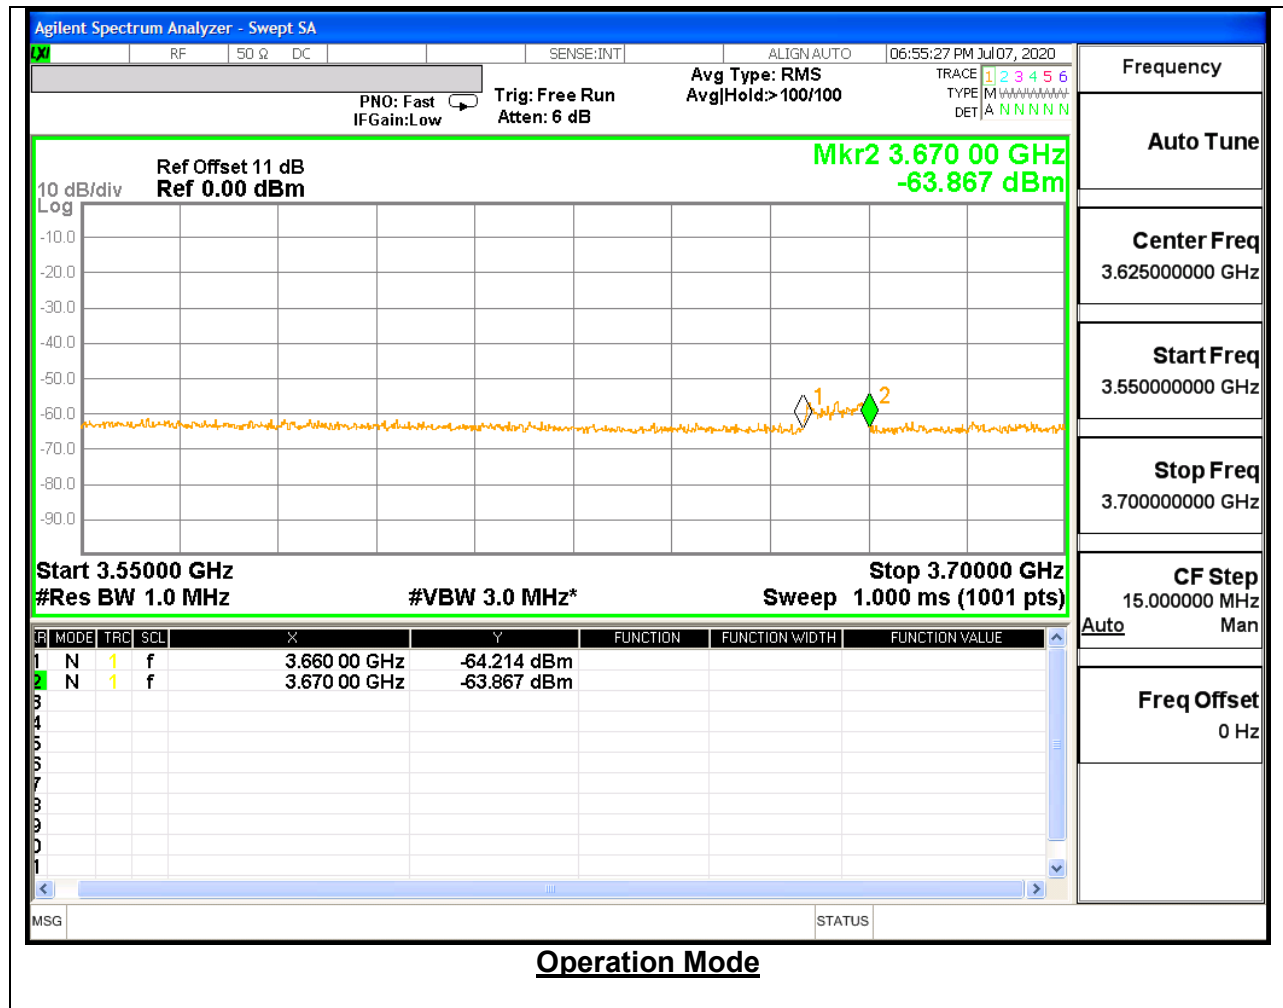 Agilent Spectrum Analyzer - Swept SA
LXI RF 50 Ω DC SENSE:INT ALIGN AUTO 06:55:27 PM Jul 07, 2020
PNO: Fast
IFGain:Low
Trig: Free Run
Atten: 6 dB
Avg Type: RMS
Avg|Hold:>100/100
TRACE 1 2 3 4 5 6
TYPE M
DET A N N N N N
Ref Offset 11 dB
Ref 0.00 dBm
10 dB/div
Log
Mkr2 3.670 00 GHz
-63.867 dBm
-10.0
-20.0
-30.0
-40.0
-50.0
-60.0
-70.0
-80.0
-90.0
1
2
Start 3.55000 GHz
#Res BW 1.0 MHz
#VBW 3.0 MHz*
Stop 3.70000 GHz
Sweep 1.000 ms (1001 pts)
MODE TRC SCL X Y FUNCTION FUNCTION WIDTH FUNCTION VALUE
1 N 1 f 3.660 00 GHz -64.214 dBm
2 N 1 f 3.670 00 GHz -63.867 dBm
3
4
5
6
7
8
9
0
1
MSG
STATUS
Frequency
Auto Tune
Center Freq
3.625000000 GHz
Start Freq
3.550000000 GHz
Stop Freq
3.700000000 GHz
CF Step
15.000000 MHz
Auto Man
Freq Offset
0 Hz
Operation Mode